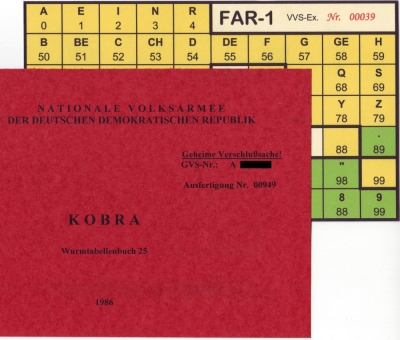 A E I N R FAR-1 VVS-Ex. Nr. 00039
0 1 2 3 4
B BE C CH D DE F G GE H
50 51 52 53 54 55 56 57 58 59
Q S
68 69
Y Z
78 79
.
88 89
"
98 99
8 9
88 99
NATIONALE VOLKSARMEE
DER DEUTSCHEN DEMOKRATISCHEN REPUBLIK
Geheime Verschlußsache!
GVS-Nr.: A
Ausfertigung Nr. 00949
KOBRA
Wurmtabellenbuch 25
1986